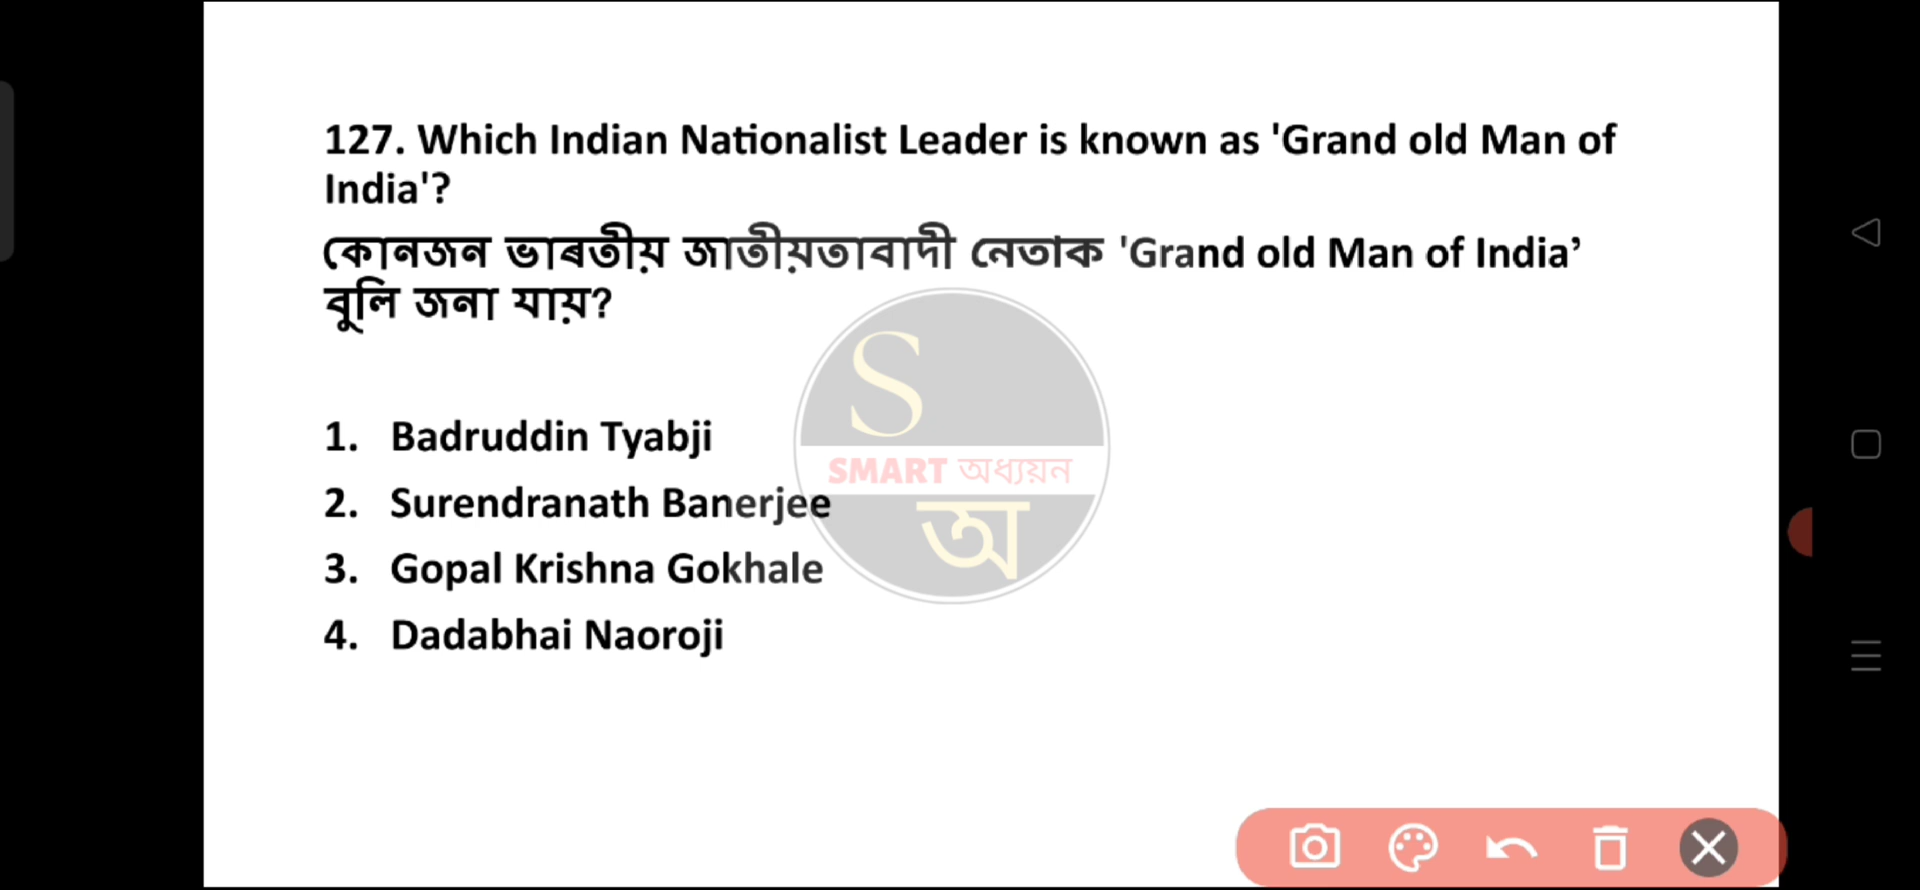 127. Which Indian Nationalist Leader is known as 'Grand old Man of
India'?
কোনজন ভাৰতীয় জাতীয়তাবাদী নেতাক 'Grand old Man of India’
বুলি জনা যায়?
1. Badruddin Tyabji
2. Surendranath Banerjee
3. Gopal Krishna Gokhale
4. Dadabhai Naoroji
S
SMART অধ্যয়ন
অ